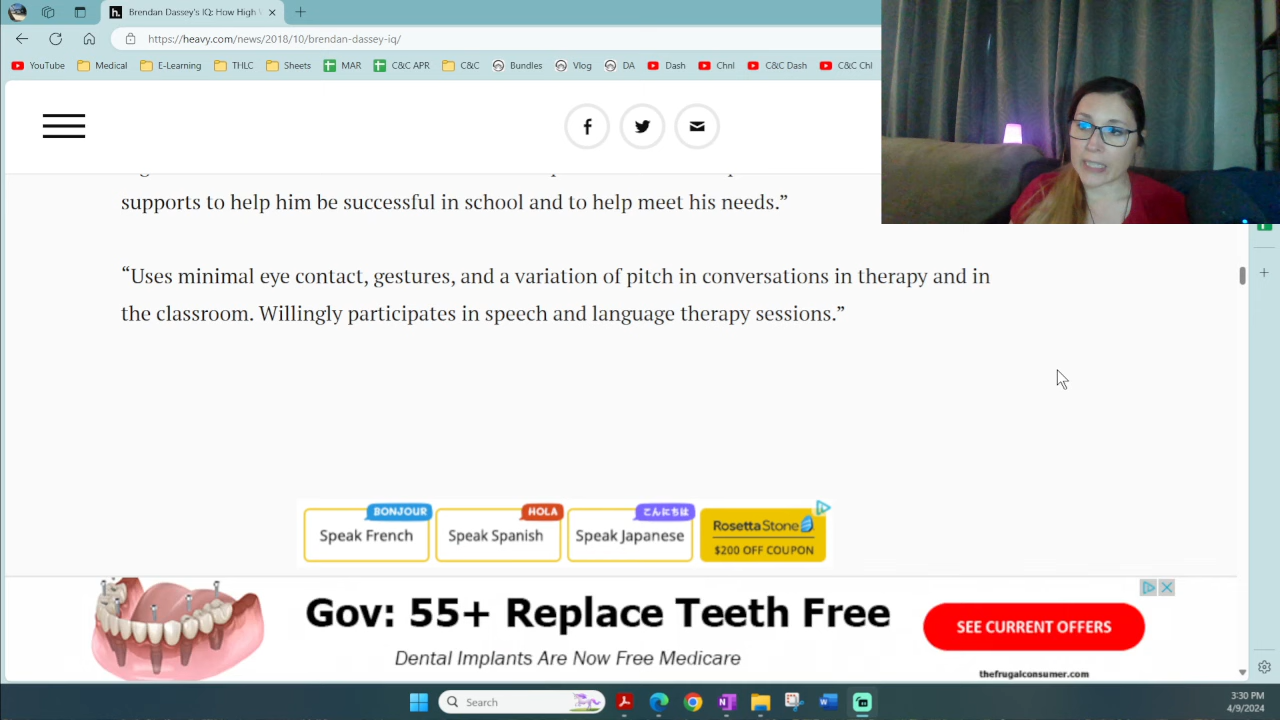 Brendan Dassey's IQ: How High
https://heavy.com/news/2018/10/brendan-dassey-iq/
YouTube Medical E-Learning THLC Sheets MAR C&C APR C&C Bundles Vlog DA Dash Chnl C&C Dash C&C Chl
supports to help him be successful in school and to help meet his needs.”
“Uses minimal eye contact, gestures, and a variation of pitch in conversations in therapy and in
the classroom. Willingly participates in speech and language therapy sessions.”
BONJOUR HOLA こんにちは
Speak French Speak Spanish Speak Japanese RosettaStone
$200 OFF COUPON
Gov: 55+ Replace Teeth Free
SEE CURRENT OFFERS
Dental Implants Are Now Free Medicare
thefrugalconsumer.com
Search
3:30 PM
4/9/2024